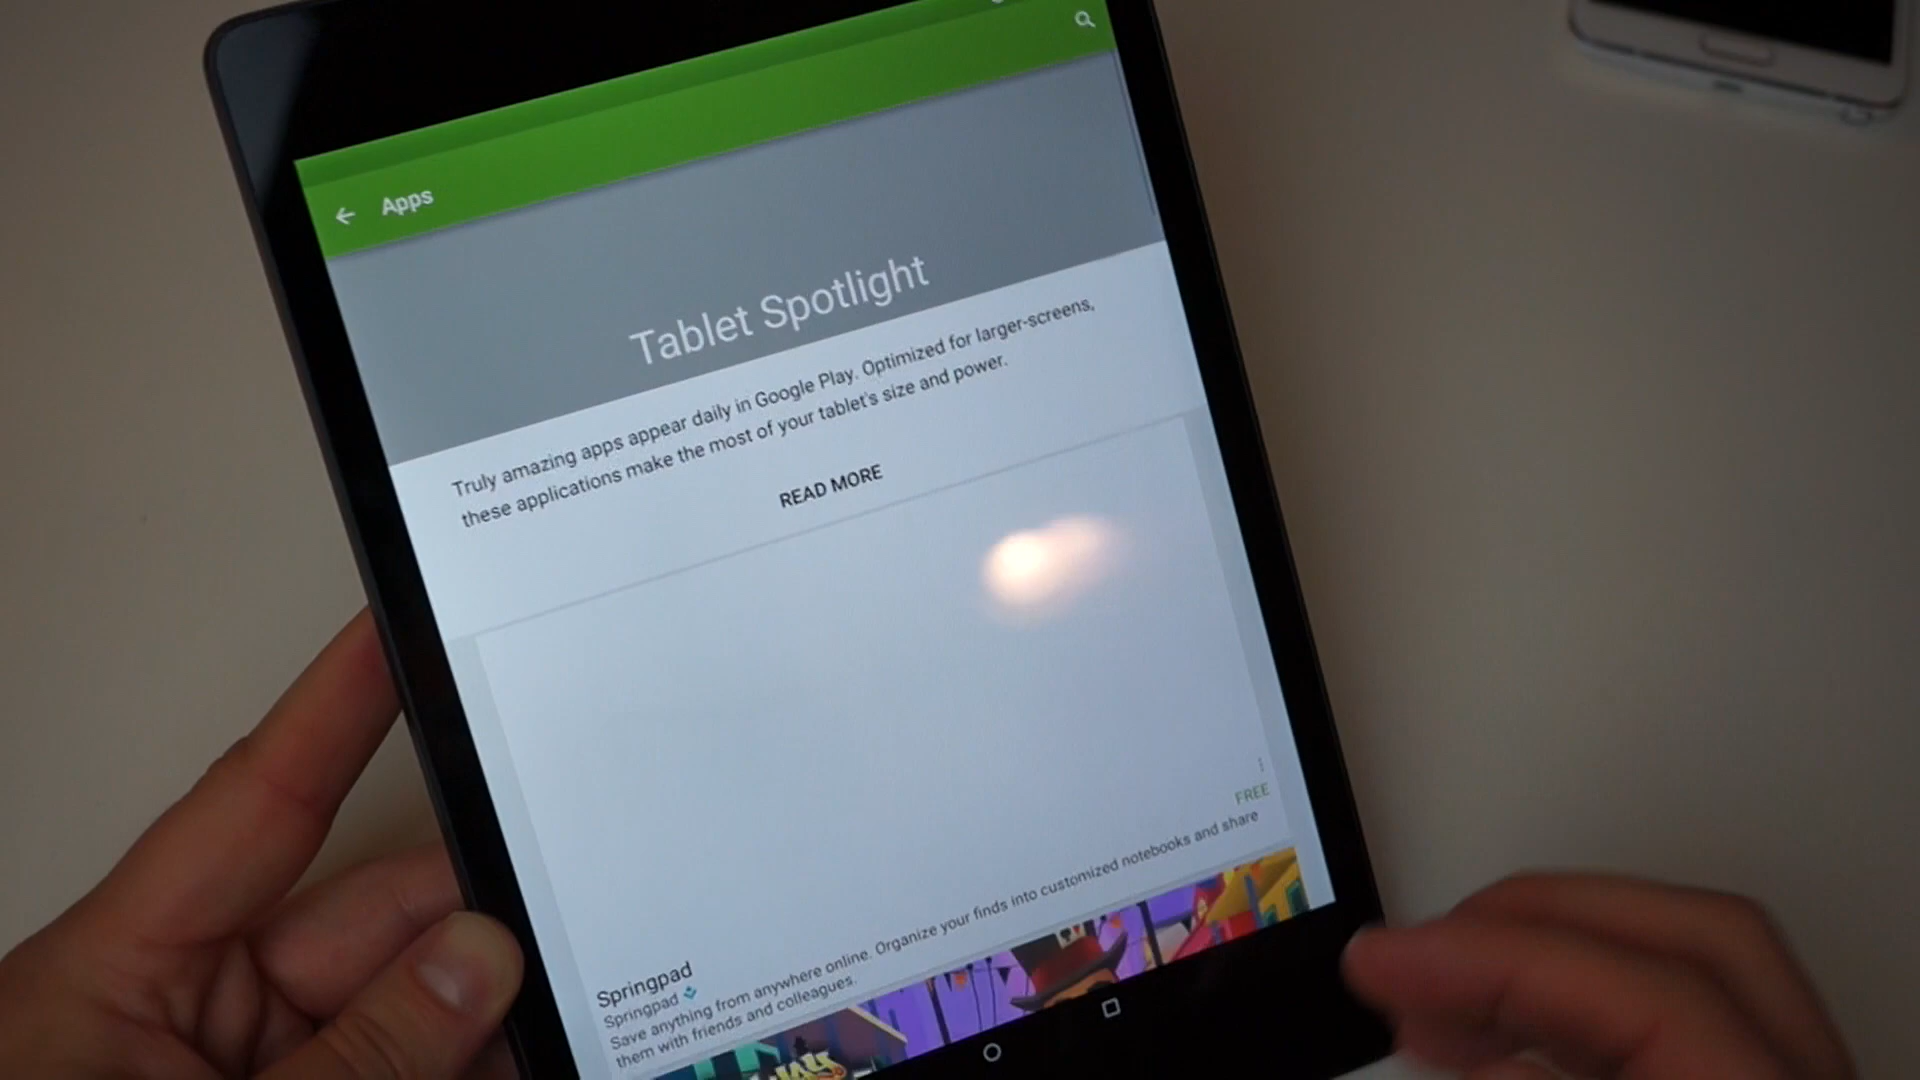 Apps
Tablet Spotlight
Truly amazing apps appear daily in Google Play. Optimized for larger-screens,
these applications make the most of your tablet's size and power.
READ MORE
FREE
Springpad
Springpad
Save anything from anywhere online. Organize your finds into customized notebooks and share
them with friends and colleagues.